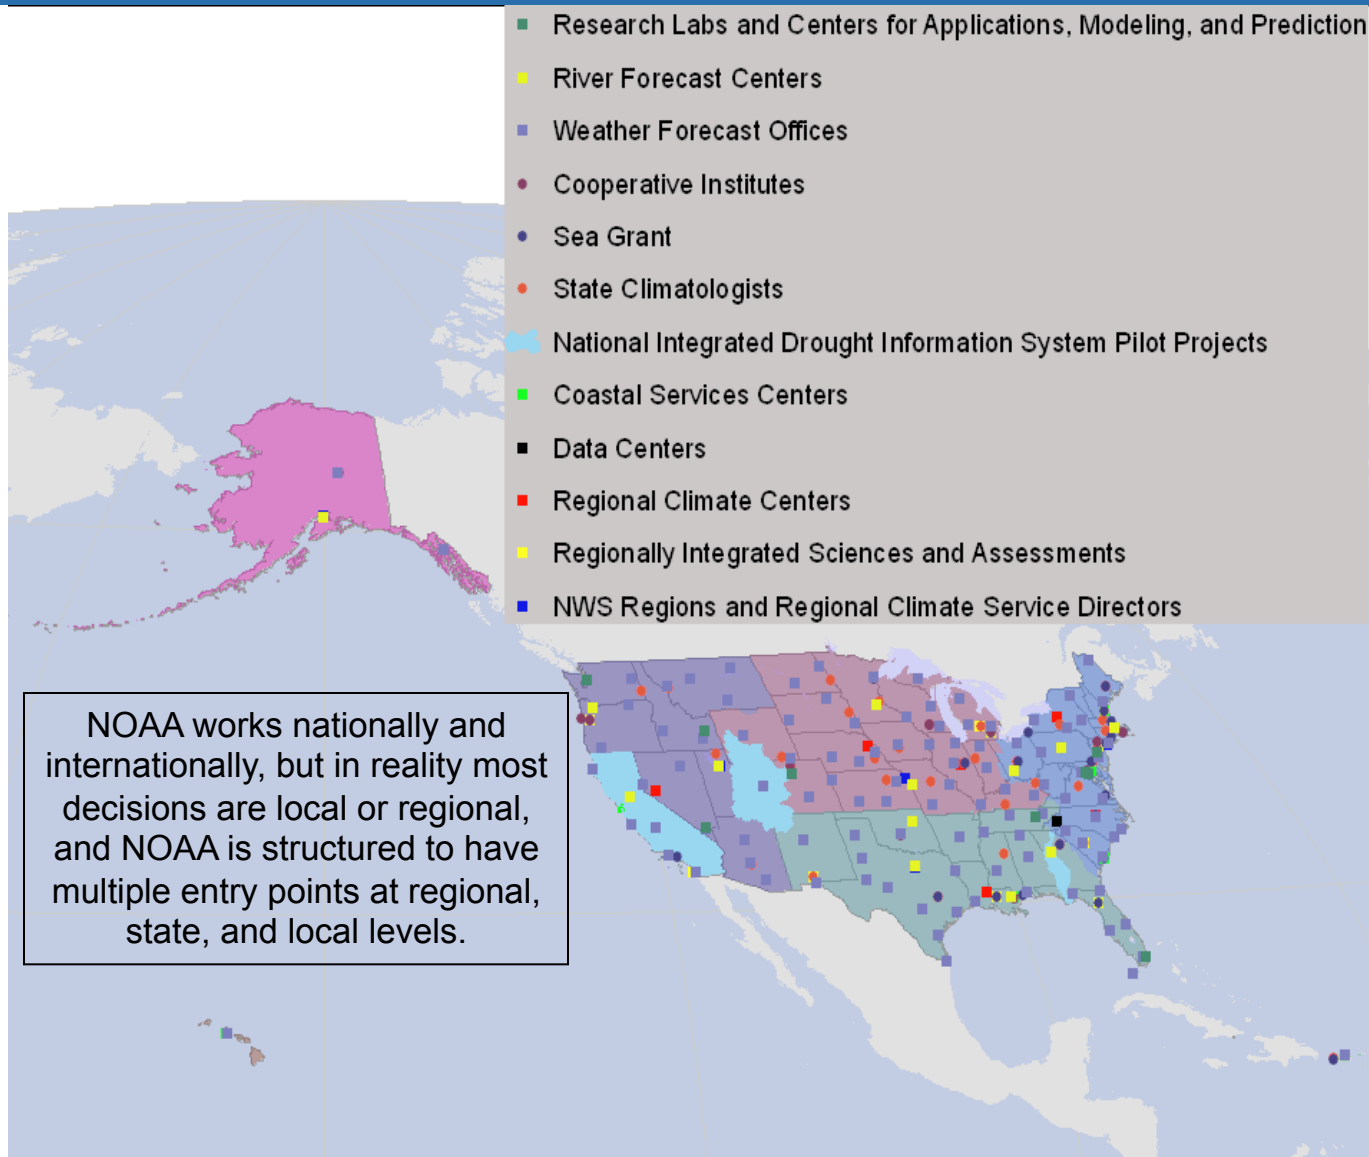 Research Labs and Centers for Applications, Modeling, and Prediction
River Forecast Centers
Weather Forecast Offices
Cooperative Institutes
Sea Grant
State Climatologists
National Integrated Drought Information System Pilot Projects
Coastal Services Centers
Data Centers
Regional Climate Centers
Regionally Integrated Sciences and Assessments
NWS Regions and Regional Climate Service Directors
NOAA works nationally and
internationally, but in reality most
decisions are local or regional,
and NOAA is structured to have
multiple entry points at regional,
state, and local levels.